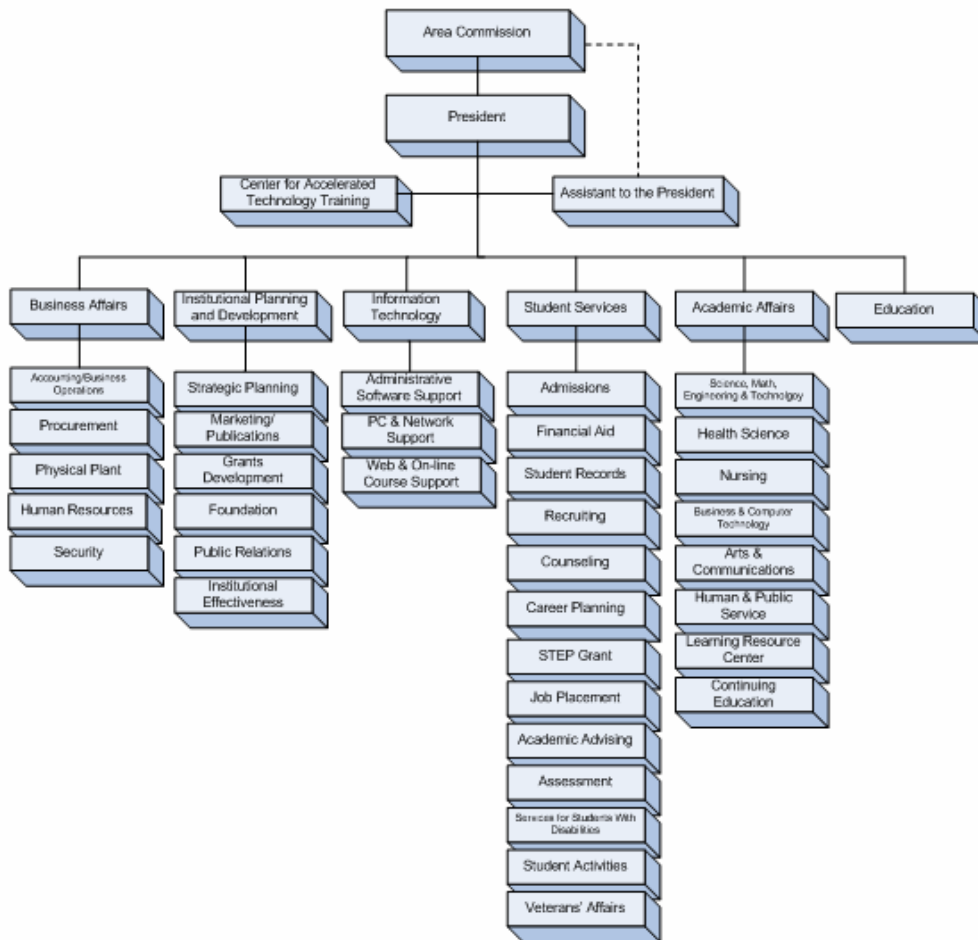 Area Commission
President
Center for Accelerated
Technology Training
Assistant to the President
Business Affairs
Institutional Planning
and Development
Information
Technology
Student Services
Academic Affairs
Education
Accounting/Business
Operations
Procurement
Physical Plant
Human Resources
Security
Strategic Planning
Marketing/
Publications
Grants
Development
Foundation
Public Relations
Institutional
Effectiveness
Administrative
Software Support
PC & Network
Support
Web & On-line
Course Support
Admissions
Financial Aid
Student Records
Recruiting
Counseling
Career Planning
STEP Grant
Job Placement
Academic Advising
Assessment
Services for Students With
Disabilities
Student Activities
Veterans' Affairs
Science, Math,
Engineering & Technolgoy
Health Science
Nursing
Business & Computer
Technology
Arts &
Communications
Human & Public
Service
Learning Resource
Center
Continuing
Education